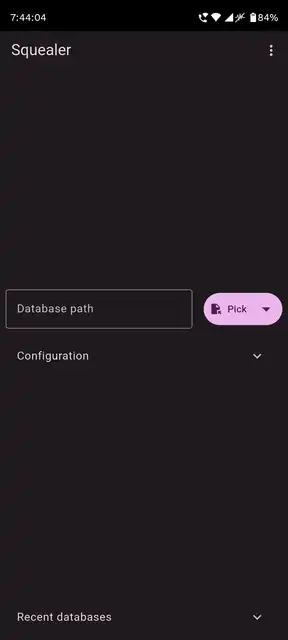 7:44:04
84%
Squealer
Database path
Pick
Configuration
Recent databases